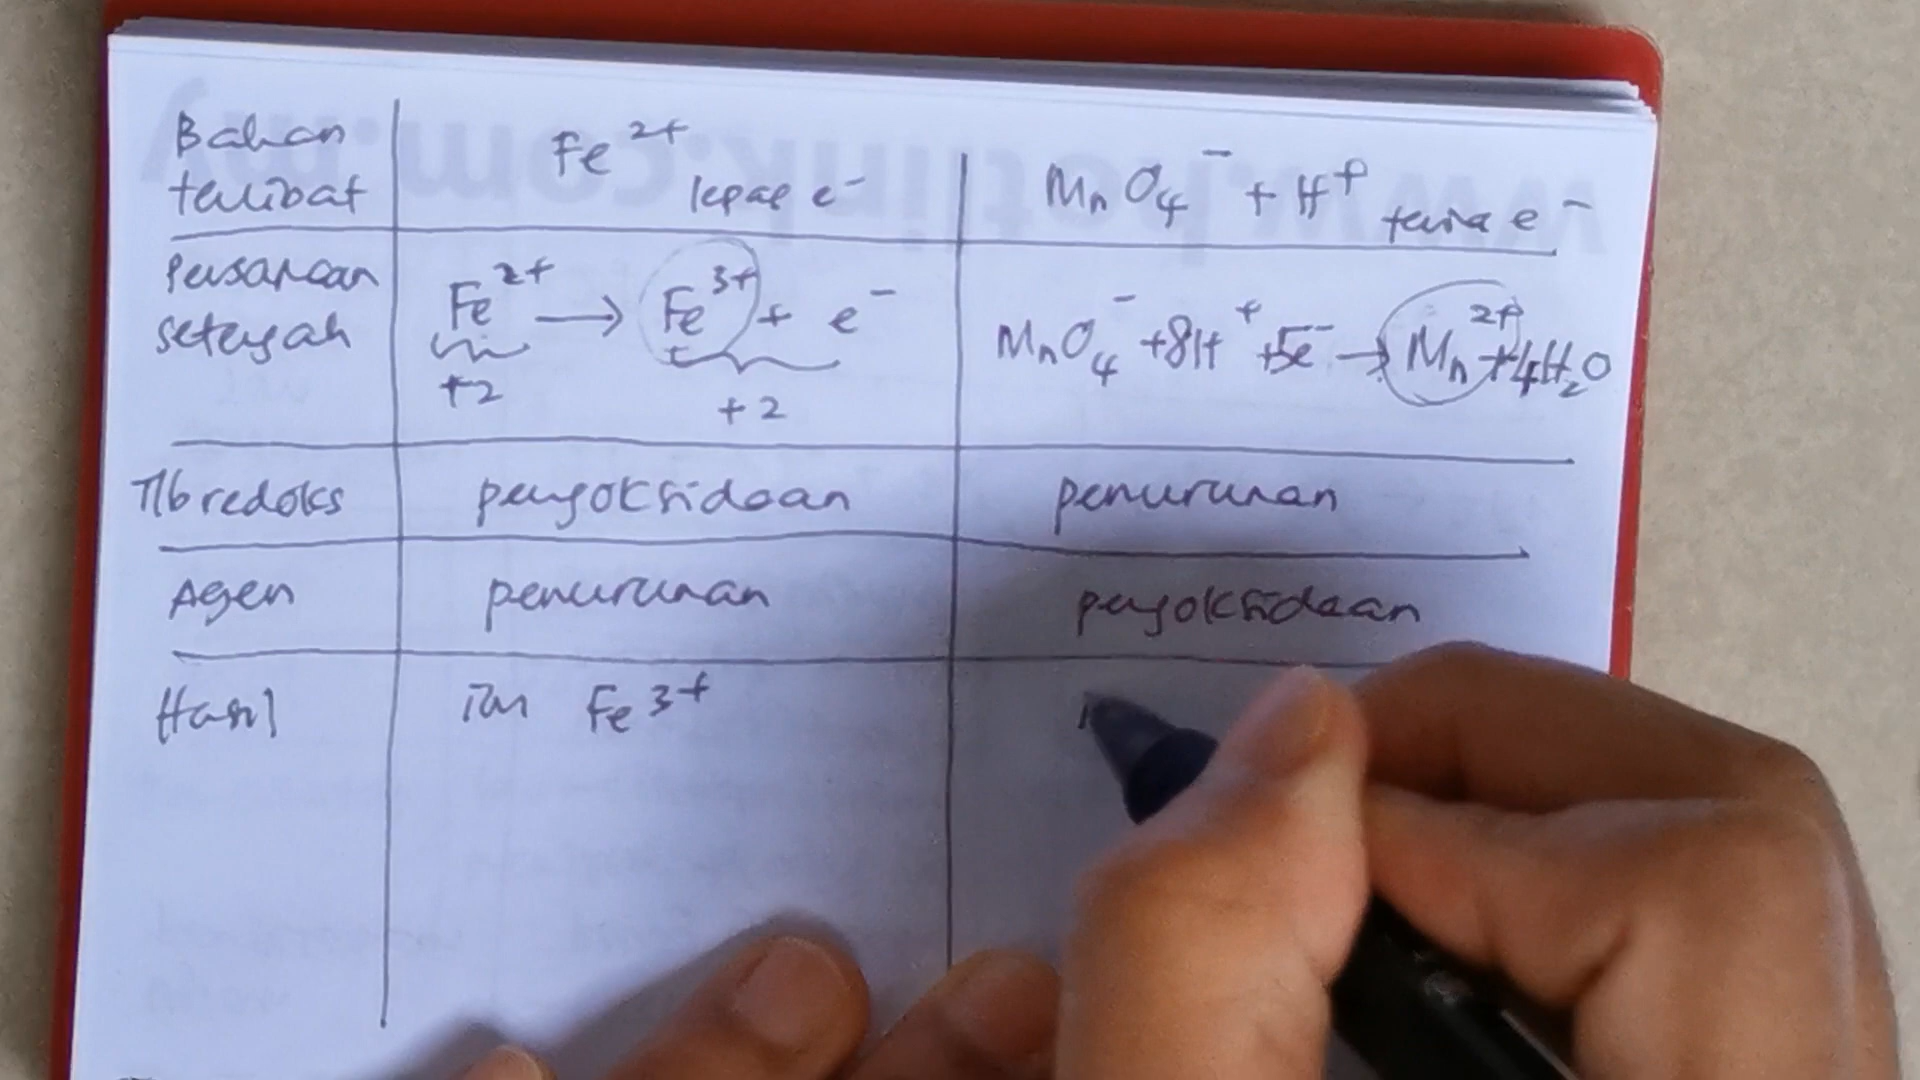 Bahan
terlibat
Fe²⁺
lepas e⁻
MnO₄⁻ + H⁺
terima e⁻
Persamaan
setengah
Fe²⁺ → Fe³⁺ + e⁻
+2
+2
MnO₄⁻ + 8H⁺ + 5e⁻ → Mn²⁺ + 4H₂O
TB redoks
pengoksidaan
penurunan
Agen
penurunan
pengoksidaan
Hasil
ion Fe³⁺